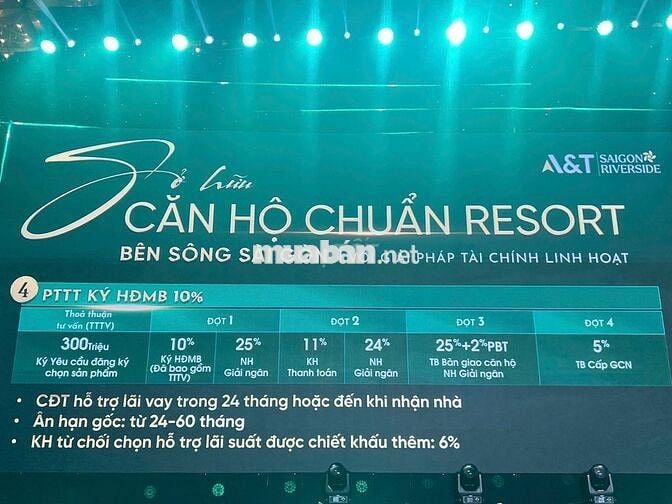 Sở hữu
A&T SAIGON RIVERSIDE
CĂN HỘ CHUẨN RESORT
BÊN SÔNG SÀI PHÁP TÀI CHÍNH LINH HOẠT
muaban.net
4 PTTT KÝ HĐMB 10%
Thoả thuận tư vấn (TTTV) ĐỢT 1 ĐỢT 2 ĐỢT 3 ĐỢT 4
300Triệu 10% 25% 11% 24% 25%+2%PBT 5%
Ký Yêu cầu đăng ký chọn sản phẩm
Ký HĐMB (Đã bao gồm TTTV)
NH Giải ngân
KH Thanh toán
NH Giải ngân
TB Bàn giao căn hộ NH Giải ngân
TB Cấp GCN
• CĐT hỗ trợ lãi vay trong 24 tháng hoặc đến khi nhận nhà
• Ân hạn gốc: từ 24-60 tháng
• KH từ chối chọn hỗ trợ lãi suất được chiết khấu thêm: 6%